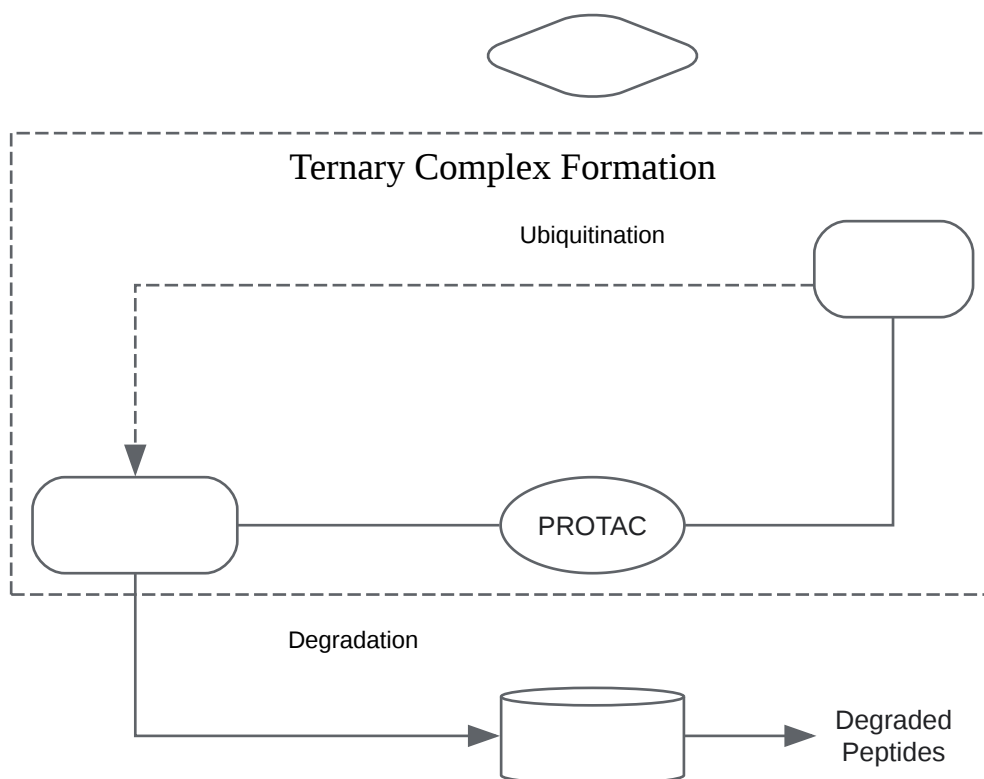 Ternary Complex Formation
Ubiquitination
PROTAC
Degradation
Degraded
Peptides